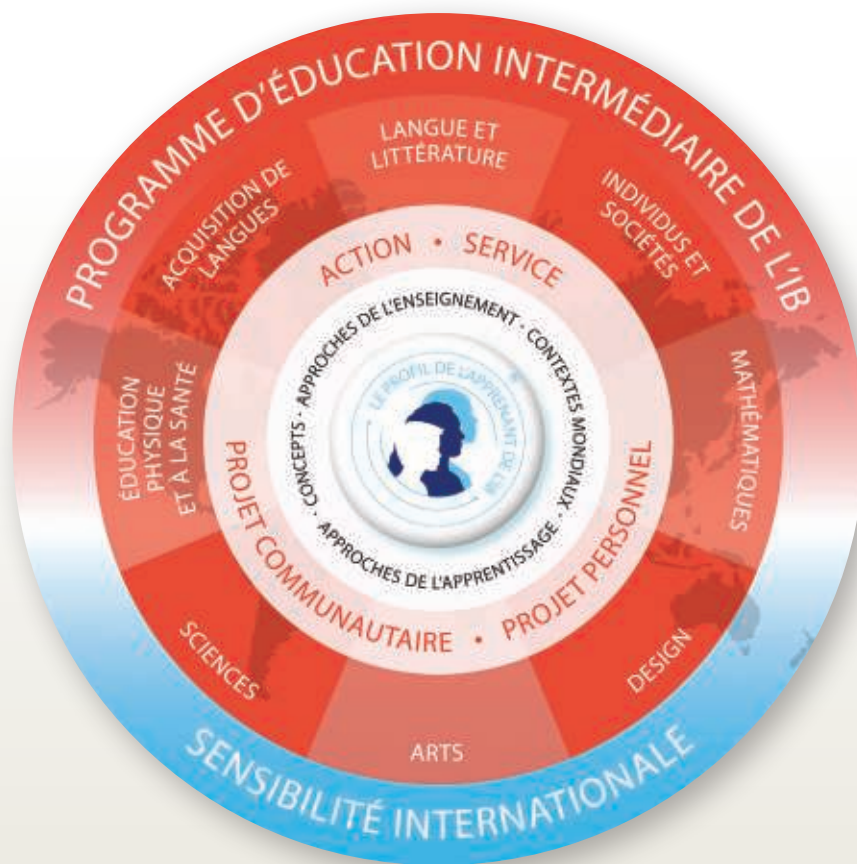 PROGRAMME D'ÉDUCATION INTERMÉDIAIRE DE L'IB
LANGUE ET
LITTÉRATURE
INDIVIDUS ET
SOCIÉTÉS
MATHÉMATIQUES
DESIGN
ARTS
SCIENCES
ÉDUCATION
PHYSIQUE
ET À LA SANTÉ
ACQUISITION DE
LANGUES
ACTION • SERVICE
PROJET COMMUNAUTAIRE • PROJET PERSONNEL
APPROCHES DE L'ENSEIGNEMENT · CONTEXTES MONDIAUX · APPROCHES DE L'APPRENTISSAGE · CONCEPTS ·
LE PROFIL DE L'APPRENANT DE L'IB
®
SENSIBILITÉ INTERNATIONALE